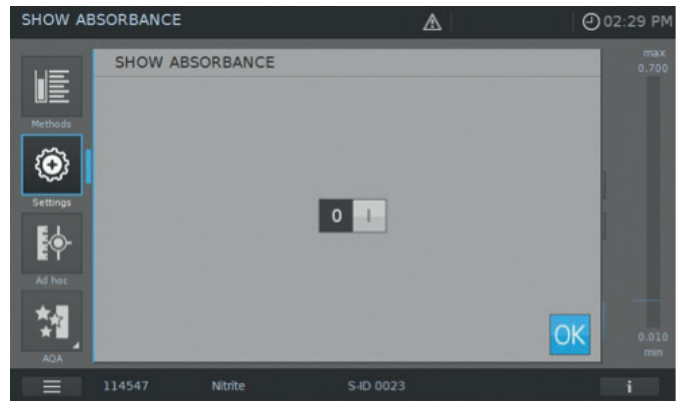 SHOW ABSORBANCE
02:29 PM
SHOW ABSORBANCE
max
0.700
Methods
Settings
0 I
Ad hoc
AQA
OK
0.010
min
114547 Nitrite S-ID 0023 i